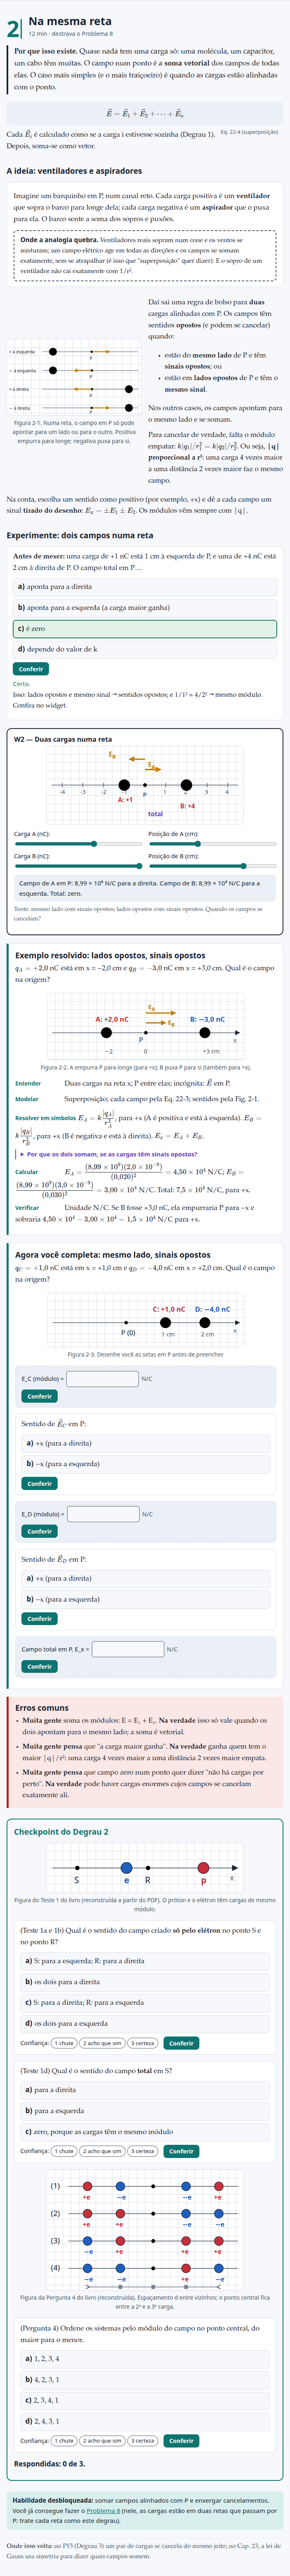 2 Na mesma reta
12 min · destrava o Problema 8
Por que isso existe. Quase nada tem uma carga só: uma molécula, um capacitor,
um cabo têm muitas. O campo num ponto é a soma vetorial dos campos de todas
elas. O caso mais simples (e o mais traiçoeiro) é quando as cargas estão alinhadas
com o ponto.
E⃗ = E⃗₁ + E⃗₂ + ⋯ + E⃗ₙ
Cada E⃗ᵢ é calculado como se a carga i estivesse sozinha (Degrau 1).
Eq. 22-4 (superposição)
Depois, soma-se como vetor.
A ideia: ventiladores e aspiradores
Imagine um barquinho em P, num canal reto. Cada carga positiva é um ventilador
que sopra o barco para longe dela; cada carga negativa é um aspirador que o puxa
para ela. O barco sente a soma dos sopros e puxões.
Onde a analogia quebra. Ventiladores reais sopram num cone e os ventos se
misturam; um campo elétrico age em todas as direções e os campos se somam
exatamente, sem se atrapalhar (é isso que "superposição" quer dizer). E o sopro de um
ventilador não cai exatamente com 1/r².
+ à esquerda
P
− à esquerda
P
+ à direita
P
− à direita
P
Figura 2-1. Numa reta, o campo em P só pode
apontar para um lado ou para o outro. Positiva
empurra para longe; negativa puxa para si.
Daí sai uma regra de bolso para duas
cargas alinhadas com P. Os campos têm
sentidos opostos (e podem se cancelar)
quando:
• estão do mesmo lado de P e têm
sinais opostos; ou
• estão em lados opostos de P e têm o
mesmo sinal.
Nos outros casos, os campos apontam para
o mesmo lado e se somam.
Para cancelar de verdade, falta o módulo
empatar: k|q₁|/r₁² = k|q₂|/r₂². Ou seja, |q|
proporcional a r²: uma carga 4 vezes maior
a uma distância 2 vezes maior faz o mesmo
campo.
Na conta, escolha um sentido como positivo (por exemplo, +x) e dê a cada campo um
sinal tirado do desenho: Eₓ = ±E₁ ± E₂. Os módulos vêm sempre com |q|.
Experimente: dois campos numa reta
Antes de mexer: uma carga de +1 nC está 1 cm à esquerda de P, e uma de +4 nC está
2 cm à direita de P. O campo total em P…
a) aponta para a direita
b) aponta para a esquerda (a carga maior ganha)
c) é zero
d) depende do valor de k
Conferir
Certo.
Isso: lados opostos e mesmo sinal → sentidos opostos; e 1/1² = 4/2² → mesmo módulo.
Confira no widget.
W2 — Duas cargas numa reta
E_B
E_A
-4 -3 -2 P 1 2 3 4
A: +1
B: +4
total
Carga A (nC):
Posição de A (cm):
Carga B (nC):
Posição de B (cm):
Campo de A em P: 8,99 × 10⁴ N/C para a direita. Campo de B: 8,99 × 10⁴ N/C para a
esquerda. Total: zero.
Tente: mesmo lado com sinais opostos; lados opostos com sinais opostos. Quando os campos se
cancelam?
Exemplo resolvido: lados opostos, sinais opostos
q_A = +2,0 nC está em x = −2,0 cm e q_B = −3,0 nC em x = +3,0 cm. Qual é o campo
na origem?
E_A
A: +2,0 nC
E_B
B: −3,0 nC
P
x
−2
0
+3 cm
Figura 2-2. A empurra P para longe (para +x); B puxa P para si (também para +x).
Entender Duas cargas na reta x; P entre elas; incógnita: E⃗ em P.
Modelar Superposição; cada campo pela Eq. 22-3; sentidos pela Fig. 2-1.
Resolver em símbolos E_A = k |q_A|/r_A², para +x (A positiva e está à esquerda). E_B =
k |q_B|/r_B², para +x (B é negativa e está à direita). Eₓ = E_A + E_B.
▸ Por que os dois somam, se as cargas têm sinais opostos?
Calcular E_A = (8,99 × 10⁹)(2,0 × 10⁻⁹)/(0,020)² = 4,50 × 10⁴ N/C; E_B =
(8,99 × 10⁹)(3,0 × 10⁻⁹)/(0,030)² = 3,00 × 10⁴ N/C. Total: 7,5 × 10⁴ N/C, para +x.
Verificar Unidade N/C. Se B fosse +3,0 nC, ela empurraria P para −x e
sobraria 4,50 × 10⁴ − 3,00 × 10⁴ = 1,5 × 10⁴ N/C para +x.
Agora você completa: mesmo lado, sinais opostos
q_C = +1,0 nC está em x = +1,0 cm e q_D = −4,0 nC em x = +2,0 cm. Qual é o campo
na origem?
C: +1,0 nC
D: −4,0 nC
P (0)
1 cm
2 cm
x
Figura 2-3. Desenhe você as setas em P antes de preencher.
E_C (módulo) =
N/C
Conferir
Sentido de E⃗_C em P:
a) +x (para a direita)
b) −x (para a esquerda)
Conferir
E_D (módulo) =
N/C
Conferir
Sentido de E⃗_D em P:
a) +x (para a direita)
b) −x (para a esquerda)
Conferir
Campo total em P, E_x =
N/C
Conferir
Erros comuns
• Muita gente soma os módulos: E = E₁ + E₂. Na verdade isso só vale quando os
dois apontam para o mesmo lado; a soma é vetorial.
• Muita gente pensa que "a carga maior ganha". Na verdade ganha quem tem o
maior |q|/r²: uma carga 4 vezes maior a uma distância 2 vezes maior empata.
• Muita gente pensa que campo zero num ponto quer dizer "não há cargas por
perto". Na verdade pode haver cargas enormes cujos campos se cancelam
exatamente ali.
Checkpoint do Degrau 2
S e R p x
Figura do Teste 1 do livro (reconstruída a partir do PDF). O próton e o elétron têm cargas de mesmo
módulo.
(Teste 1a e 1b) Qual é o sentido do campo criado só pelo elétron no ponto S e
no ponto R?
a) S: para a esquerda; R: para a direita
b) os dois para a direita
c) S: para a direita; R: para a esquerda
d) os dois para a esquerda
Confiança: 1 chute 2 acho que sim 3 certeza Conferir
(Teste 1d) Qual é o sentido do campo total em S?
a) para a direita
b) para a esquerda
c) zero, porque as cargas têm o mesmo módulo
Confiança: 1 chute 2 acho que sim 3 certeza Conferir
(1)
+e −e −e +e
(2)
+e +e −e −e
(3)
−e +e −e +e
(4)
−e −e +e −e
Figura da Pergunta 4 do livro (reconstruída). Espaçamento d entre vizinhos; o ponto central fica
entre a 2ª e a 3ª carga.
(Pergunta 4) Ordene os sistemas pelo módulo do campo no ponto central, do
maior para o menor.
a) 1, 2, 3, 4
b) 4, 2, 3, 1
c) 2, 3, 4, 1
d) 2, 4, 3, 1
Confiança: 1 chute 2 acho que sim 3 certeza Conferir
Respondidas: 0 de 3.
Habilidade desbloqueada: somar campos alinhados com P e enxergar cancelamentos.
Você já consegue fazer o Problema 8 (nele, as cargas estão em duas retas que passam por
P: trate cada reta como este degrau).
Onde isso volta: no P15 (Degrau 3) um par de cargas se cancela do mesmo jeito; no Cap. 23, a lei de
Gauss usa simetria para dizer quais campos somem.